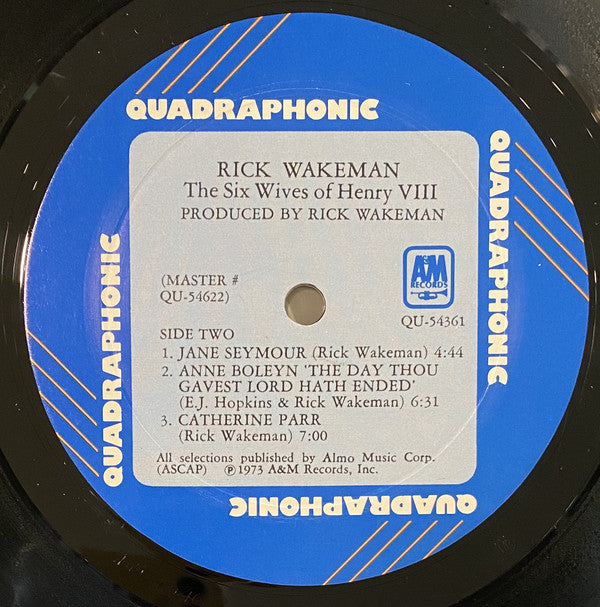 QUADRAPHONIC
RICK WAKEMAN
The Six Wives of Henry VIII
PRODUCED BY RICK WAKEMAN
(MASTER #
QU-54622)
A&M
RECORDS
QU-54361
SIDE TWO
1. JANE SEYMOUR (Rick Wakeman) 4:44
2. ANNE BOLEYN 'THE DAY THOU
GAVEST LORD HATH ENDED'
(E.J. Hopkins & Rick Wakeman) 6:31
3. CATHERINE PARR
(Rick Wakeman) 7:00
All selections published by Almo Music Corp.
(ASCAP) ℗ 1973 A&M Records, Inc.
QUADRAPHONIC
QUADRAPHONIC
QUADRAPHONIC